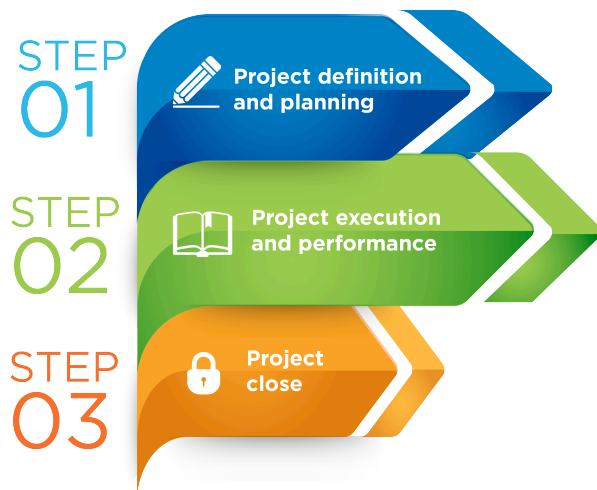 STEP
01
Project definition
and planning
STEP
02
Project execution
and performance
STEP
03
Project
close